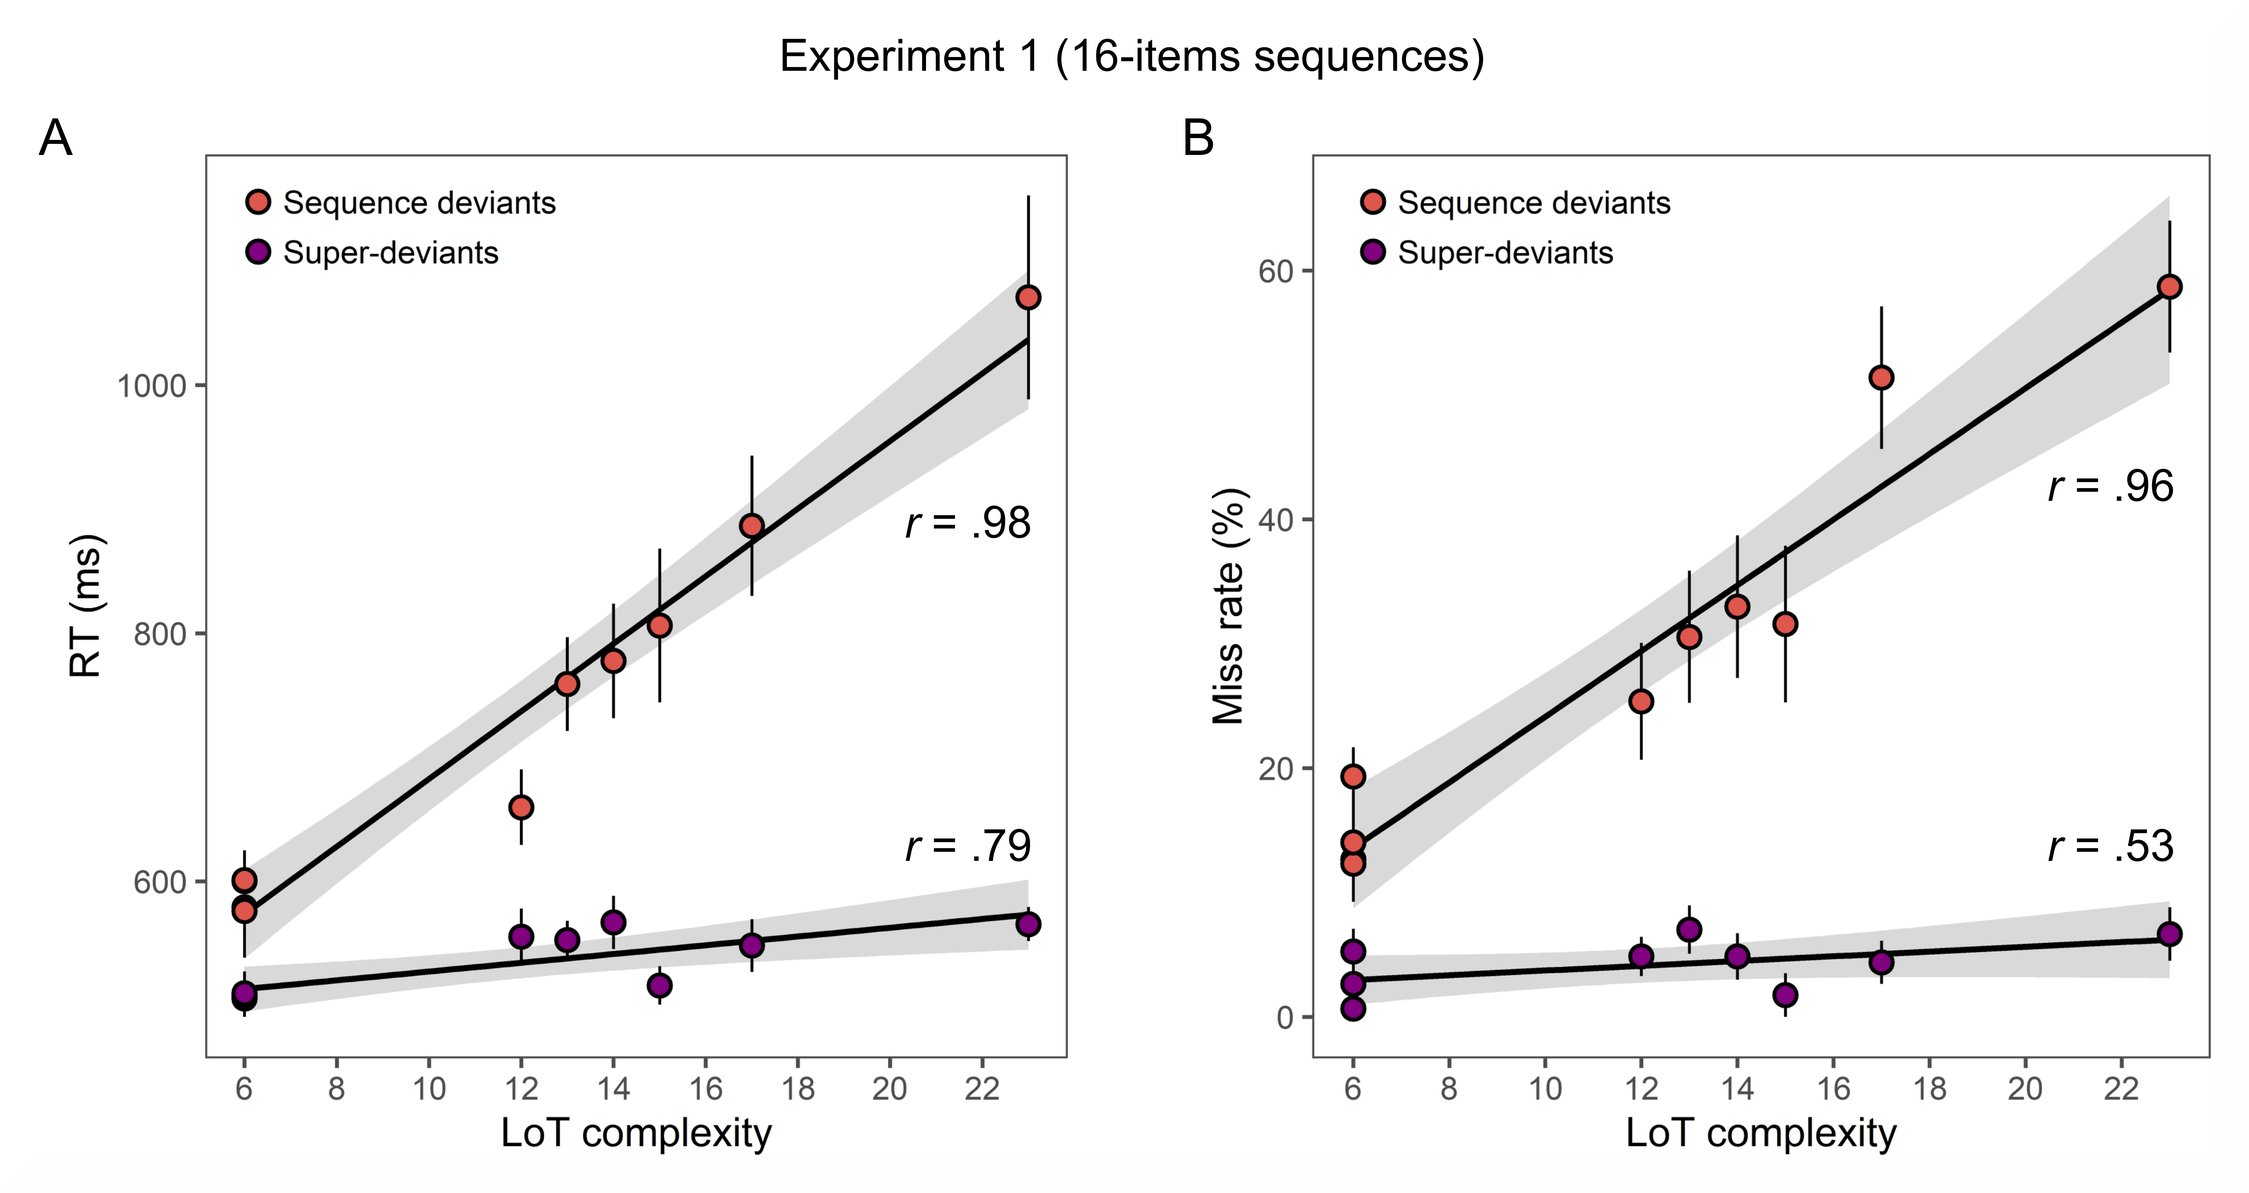 Experiment 1 (16-items sequences)
A
Sequence deviants
Super-deviants
1000
800
600
RT (ms)
r = .98
r = .79
6 8 10 12 14 16 18 20 22
LoT complexity
B
Sequence deviants
Super-deviants
60
40
20
0
Miss rate (%)
r = .96
r = .53
6 8 10 12 14 16 18 20 22
LoT complexity